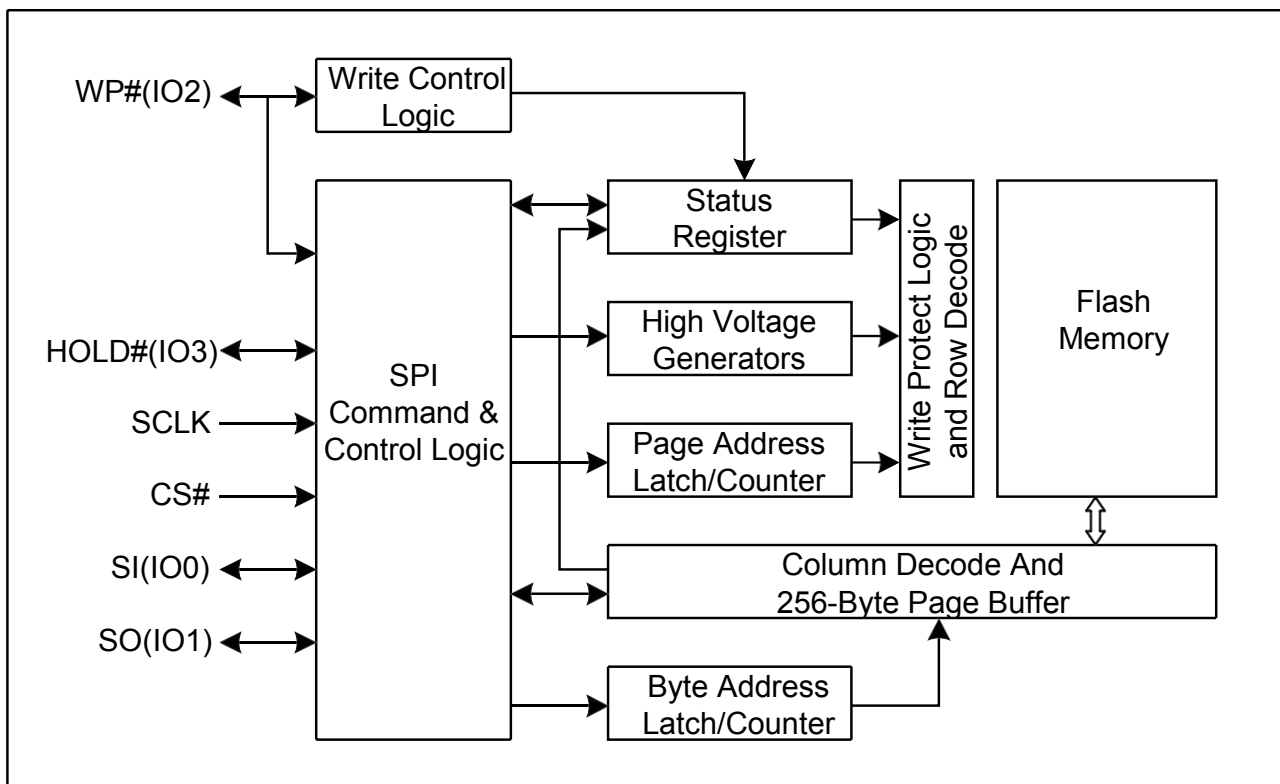 WP#(IO2)
Write Control
Logic
Status
Register
Write Protect Logic
and Row Decode
Flash
Memory
HOLD#(IO3)
SPI
Command &
Control Logic
High Voltage
Generators
SCLK
Page Address
Latch/Counter
CS#
SI(IO0)
Column Decode And
256-Byte Page Buffer
SO(IO1)
Byte Address
Latch/Counter